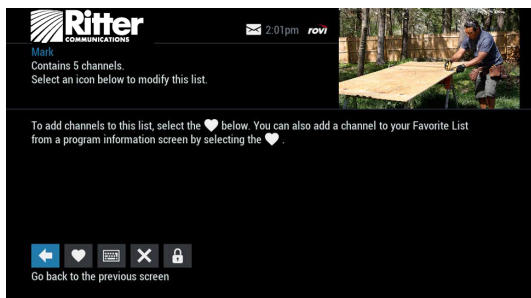 Ritter
COMMUNICATIONS
2:01pm rovi
Mark
Contains 5 channels.
Select an icon below to modify this list.
To add channels to this list, select the below. You can also add a channel to your Favorite List
from a program information screen by selecting the .
Go back to the previous screen